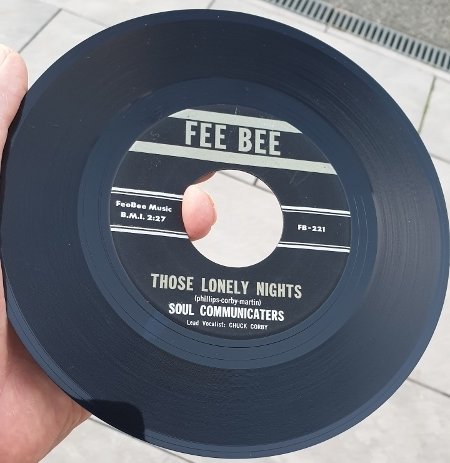 FEE BEE
FeeBee Music
B.M.I. 2:27
FB-221
THOSE LONELY NIGHTS
(phillips-corby-martin)
SOUL COMMUNICATERS
Lead Vocalist: CHUCK CORBY